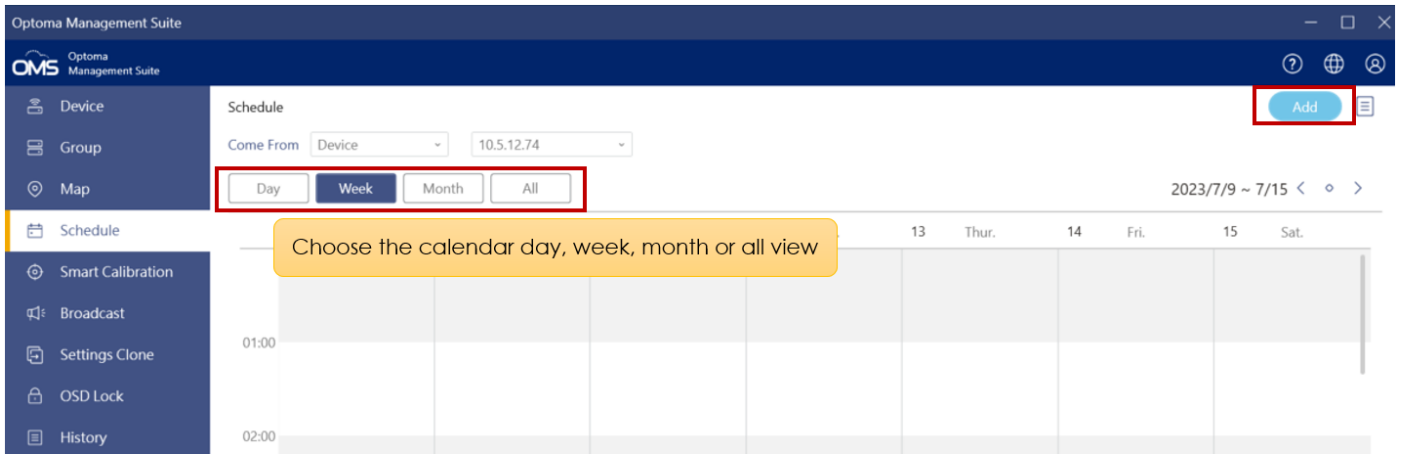 Optoma Management Suite
OMS Optoma
Management Suite
Device
Group
Map
Schedule
Smart Calibration
Broadcast
Settings Clone
OSD Lock
History
Schedule
Add
Come From Device 10.5.12.74
Day Week Month All
2023/7/9 ~ 7/15
Choose the calendar day, week, month or all view
13 Thur. 14 Fri. 15 Sat.
01:00
02:00